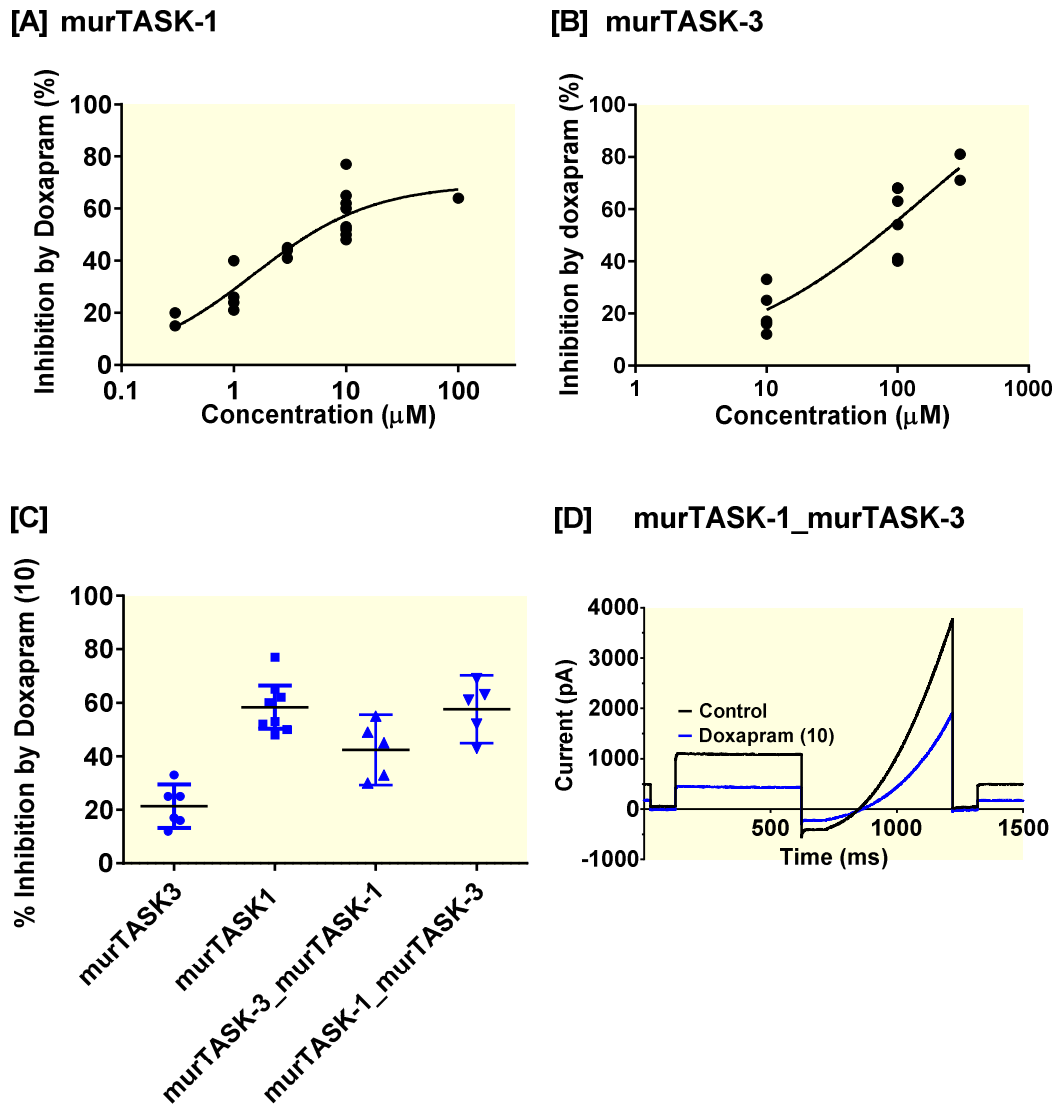 [A] murTASK-1
Inhibition by Doxapram (%)
100
80
60
40
20
0
0.1
1
10
100
Concentration (μM)
[B] murTASK-3
Inhibition by doxapram (%)
100
80
60
40
20
0
1
10
100
1000
Concentration (μM)
[C]
% Inhibition by Doxapram (10)
100
80
60
40
20
0
murTASK3
murTASK1
murTASK-3_murTASK-1
murTASK-1_murTASK-3
[D] murTASK-1_murTASK-3
Current (pA)
4000
3000
2000
1000
0
-1000
Control
Doxapram (10)
500
1000
1500
Time (ms)